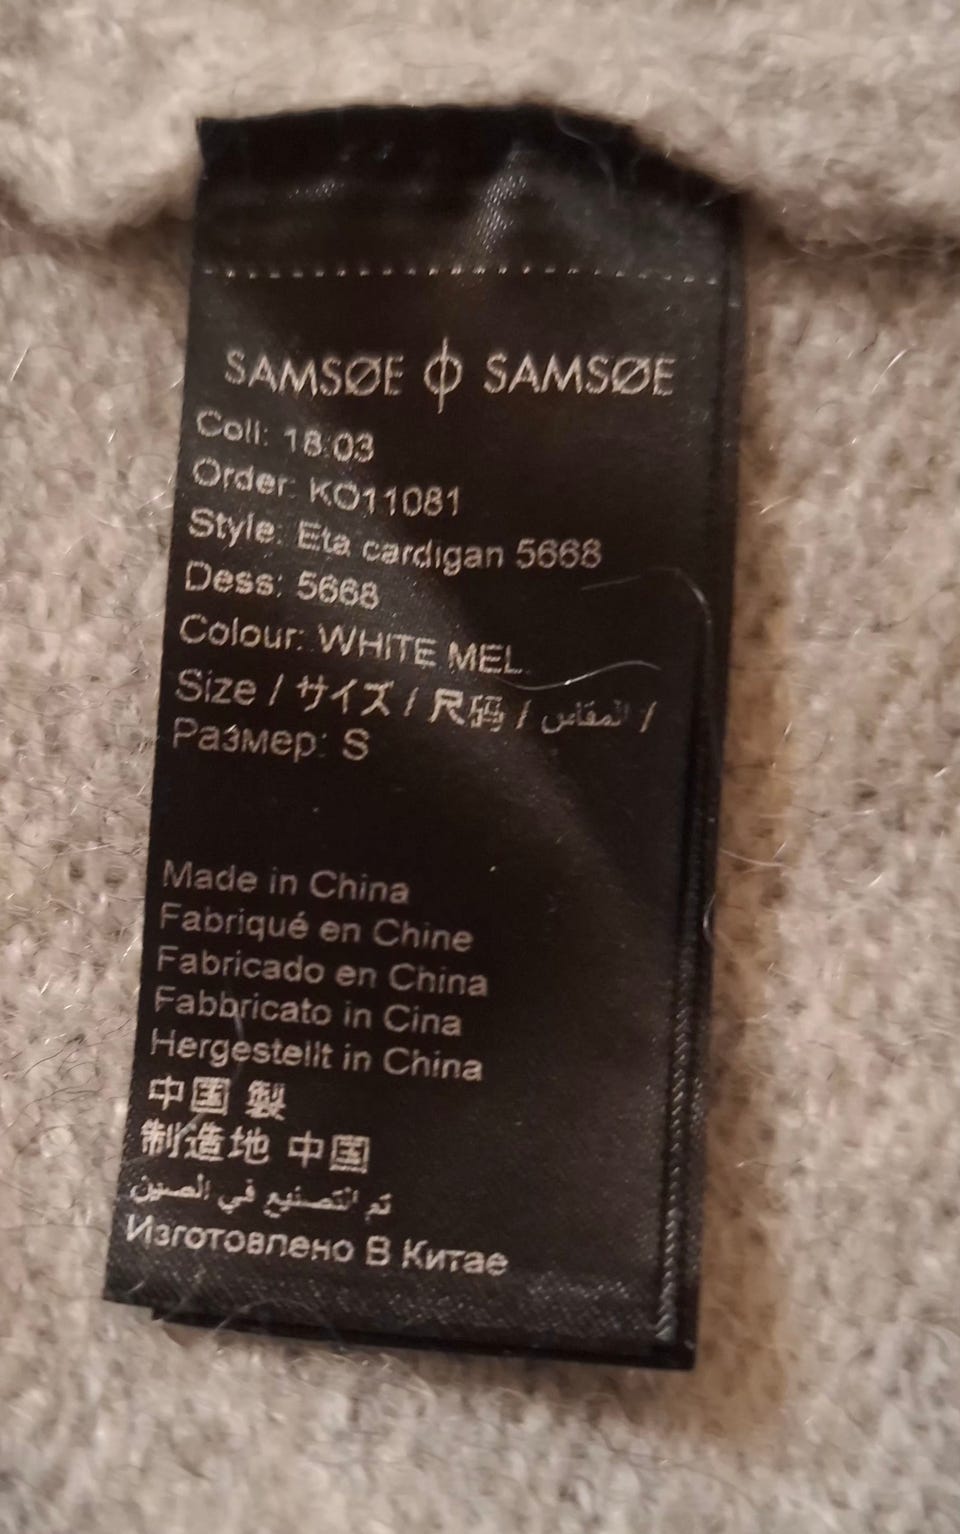 SAMSØE ϕ SAMSØE
Coll: 18.03
Order: KO11081
Style: Eta cardigan 5668
Dess: 5668
Colour: WHITE MEL.
Size / サイズ / 尺码 / المقاس /
Размер: S
Made in China
Fabriqué en Chine
Fabricado en China
Fabbricato in Cina
Hergestellt in China
中国 製
制造地 中国
تم التصنيع في الصين
Изготовлено В Китае